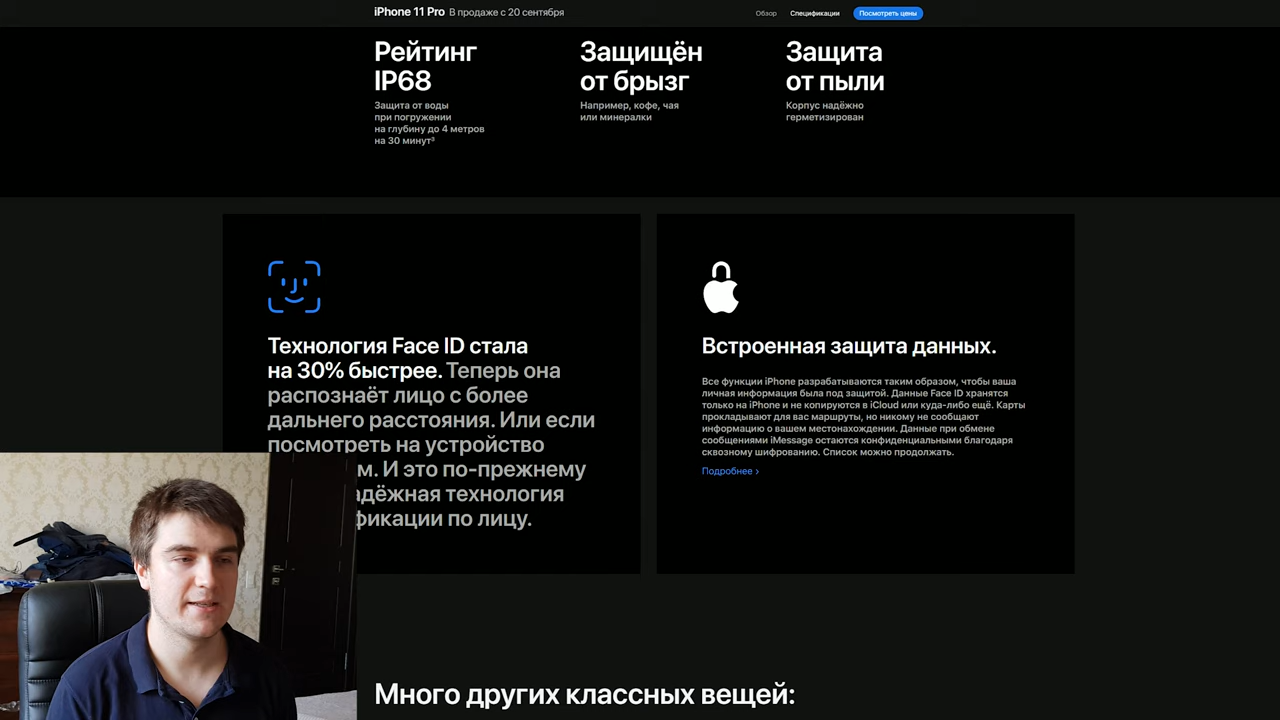 iPhone 11 Pro В продаже с 20 сентября
Обзор Спецификации Посмотреть цены
Рейтинг
IP68
Защита от воды
при погружении
на глубину до 4 метров
на 30 минут³
Защищён
от брызг
Например, кофе, чая
или минералки
Защита
от пыли
Корпус надёжно
герметизирован
Технология Face ID стала
на 30% быстрее. Теперь она
распознаёт лицо с более
дальнего расстояния. Или если
посмотреть на устройство
м. И это по-прежнему
адёжная технология
фикации по лицу.
Встроенная защита данных.
Все функции iPhone разрабатываются таким образом, чтобы ваша
личная информация была под защитой. Данные Face ID хранятся
только на iPhone и не копируются в iCloud или куда-либо ещё. Карты
прокладывают для вас маршруты, но никому не сообщают
информацию о вашем местонахождении. Данные при обмене
сообщениями iMessage остаются конфиденциальными благодаря
сквозному шифрованию. Список можно продолжать.
Подробнее >
Много других классных вещей: